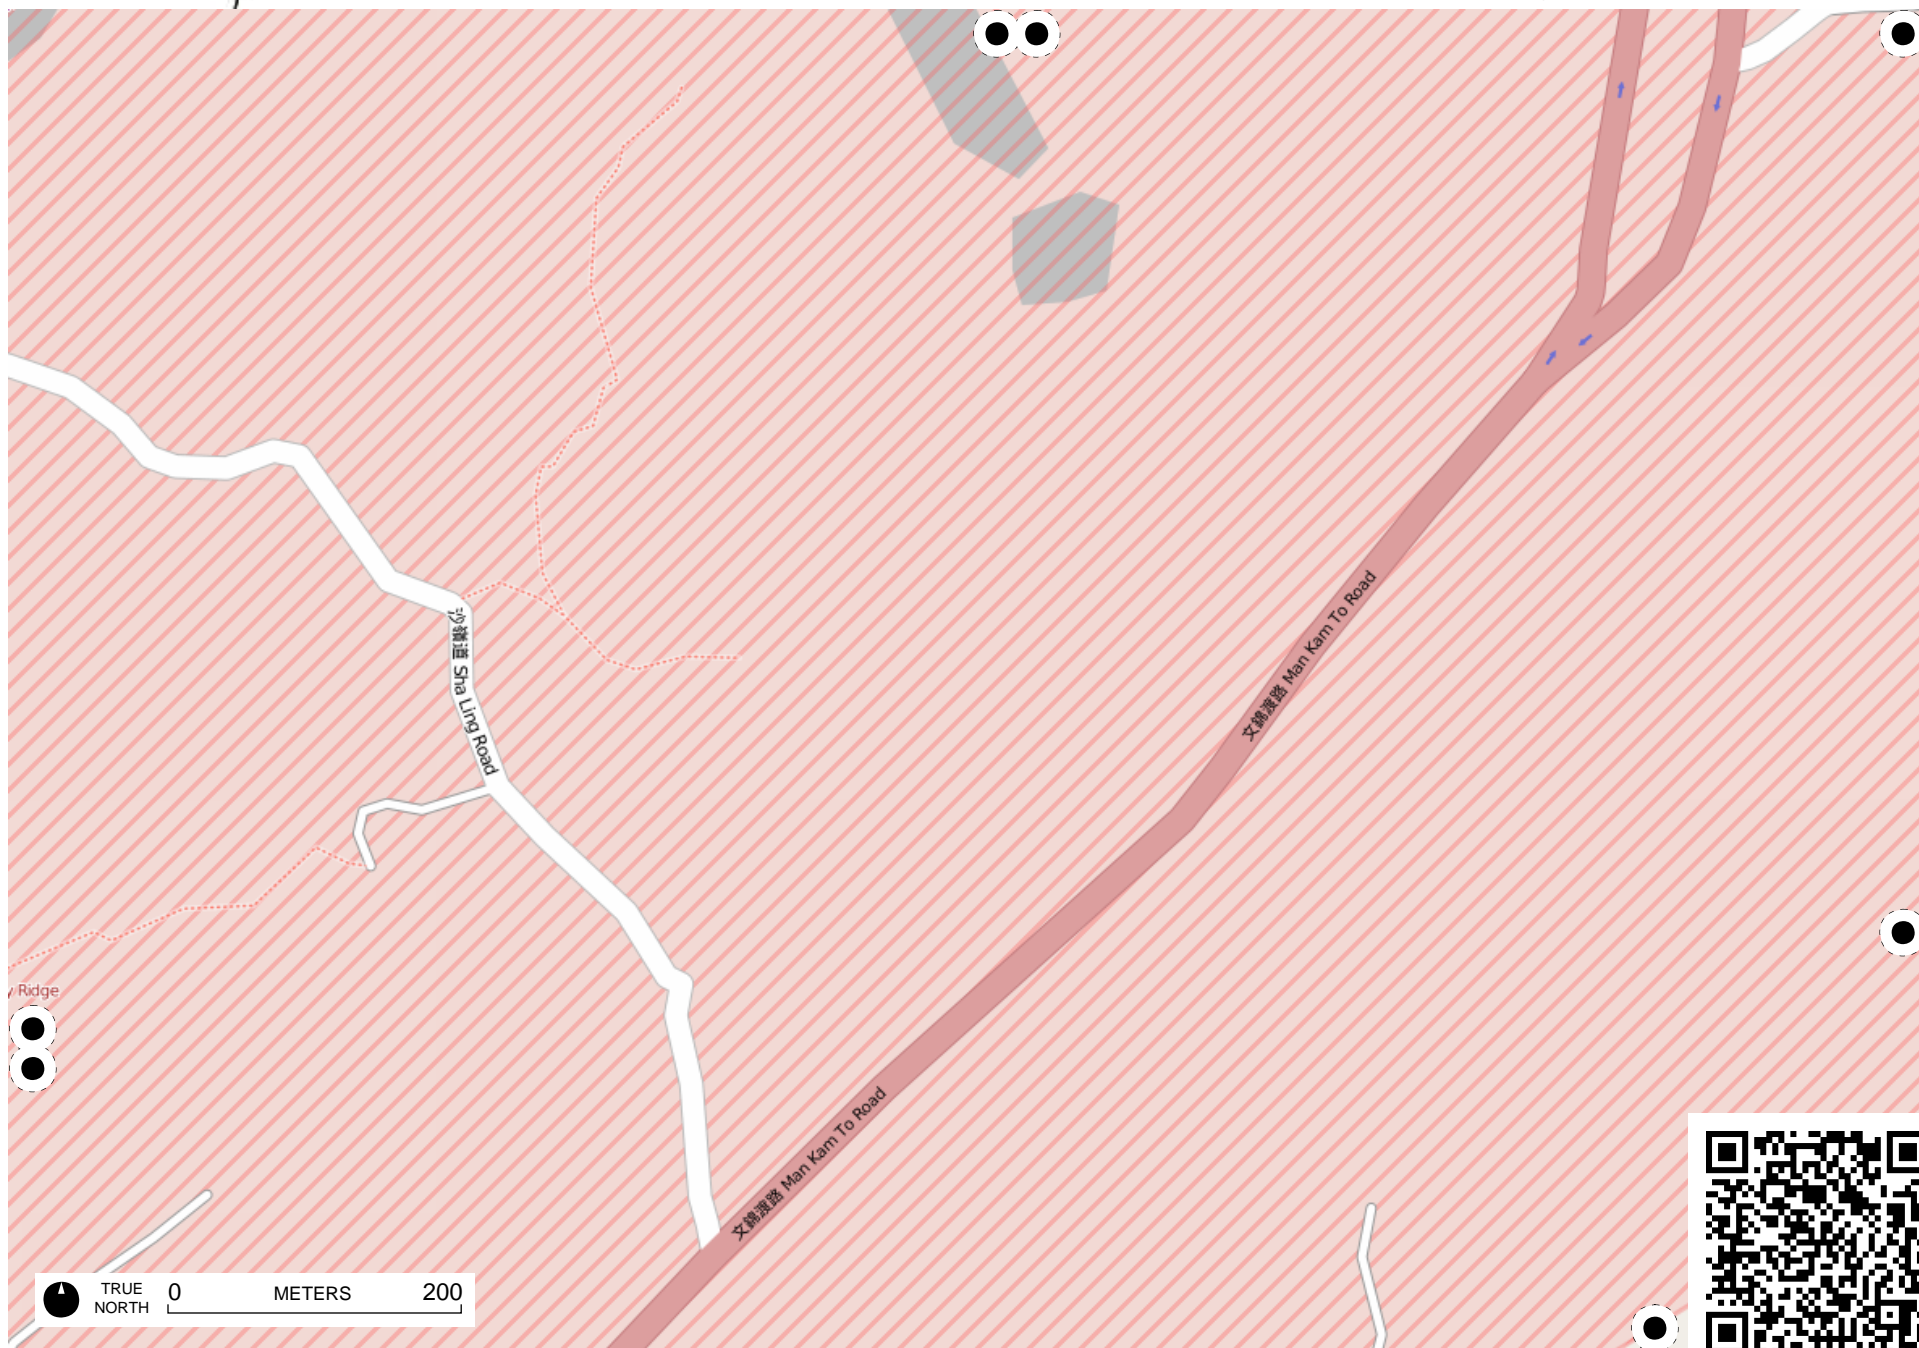 文錦渡路 Man Kam To Road
沙嶺道 Sha Ling Road
y Ridge
文錦渡路 Man Kam To Road
TRUE NORTH
0 METERS 200